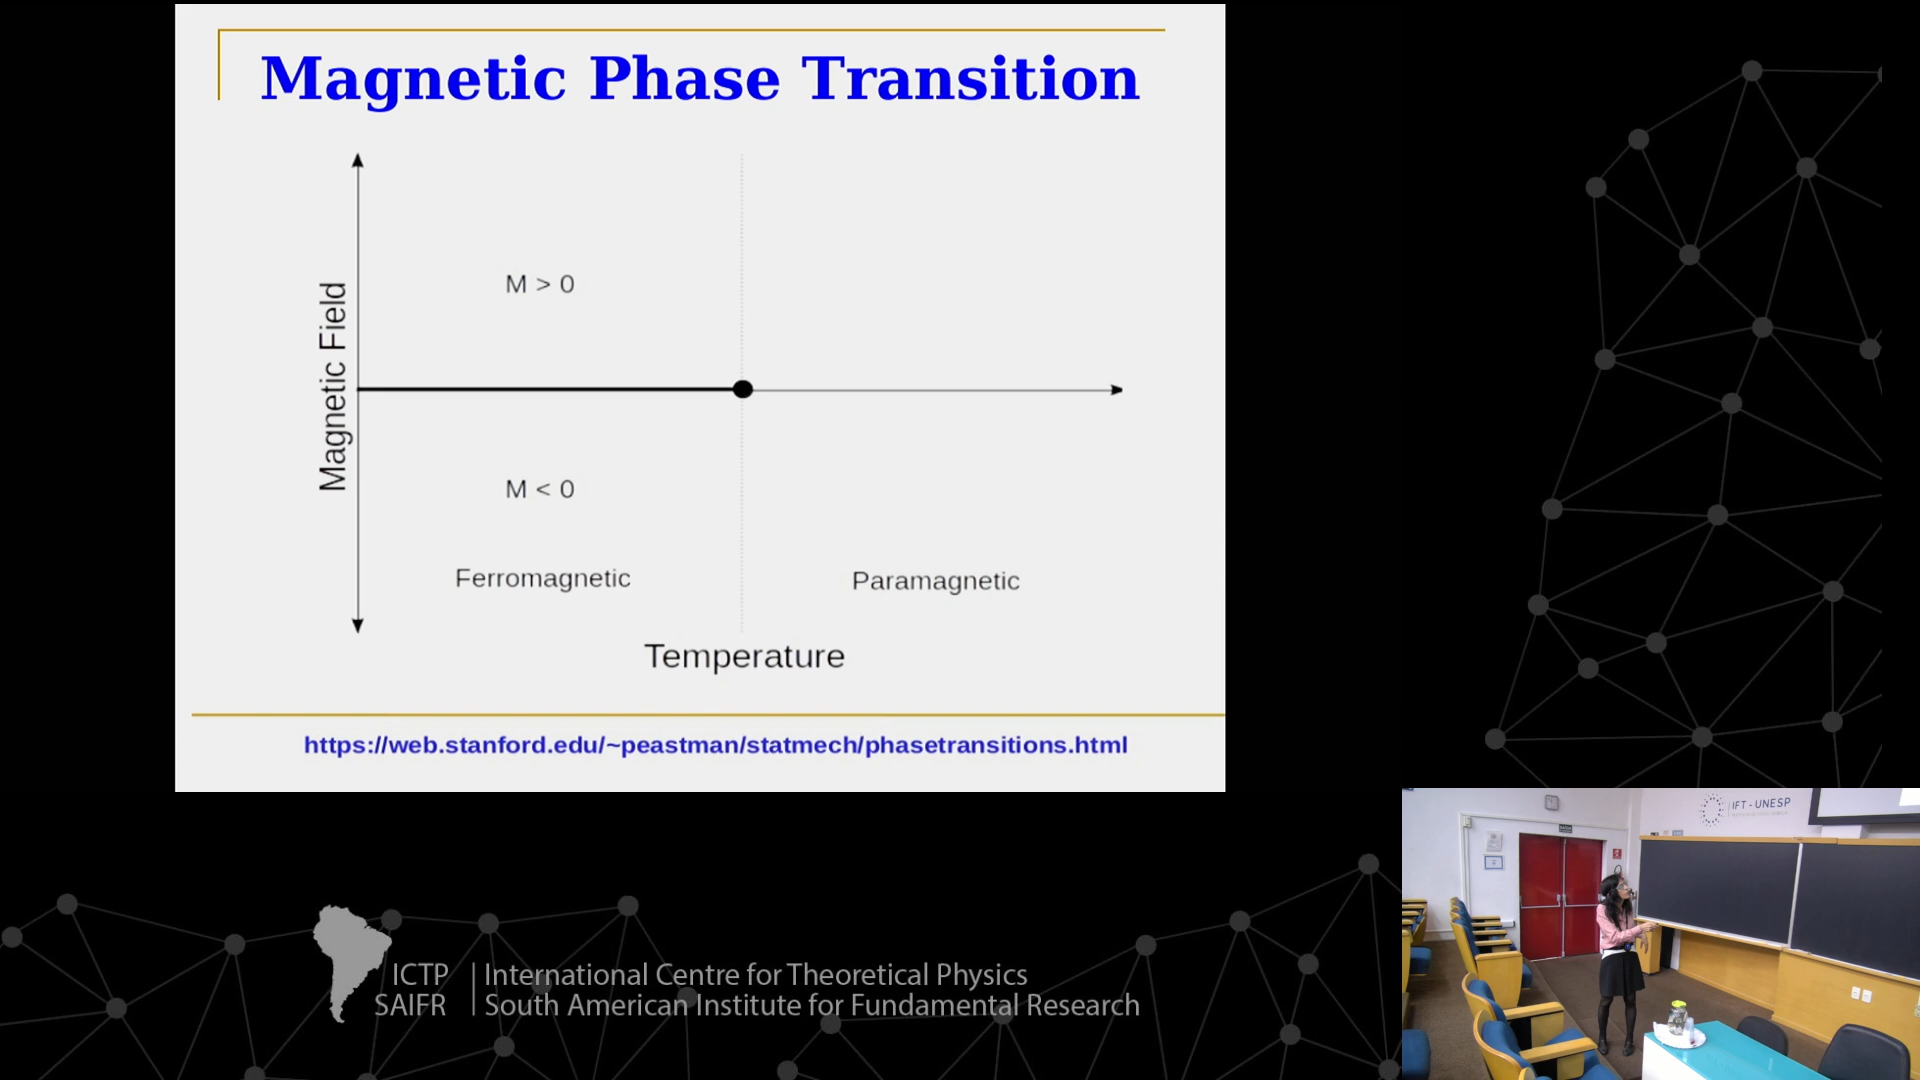 Magnetic Phase Transition
Magnetic Field
M > 0
M < 0
Ferromagnetic
Paramagnetic
Temperature
https://web.stanford.edu/~peastman/statmech/phasetransitions.html
IFT - UNESP
ICTP
SAIFR
International Centre for Theoretical Physics
South American Institute for Fundamental Research